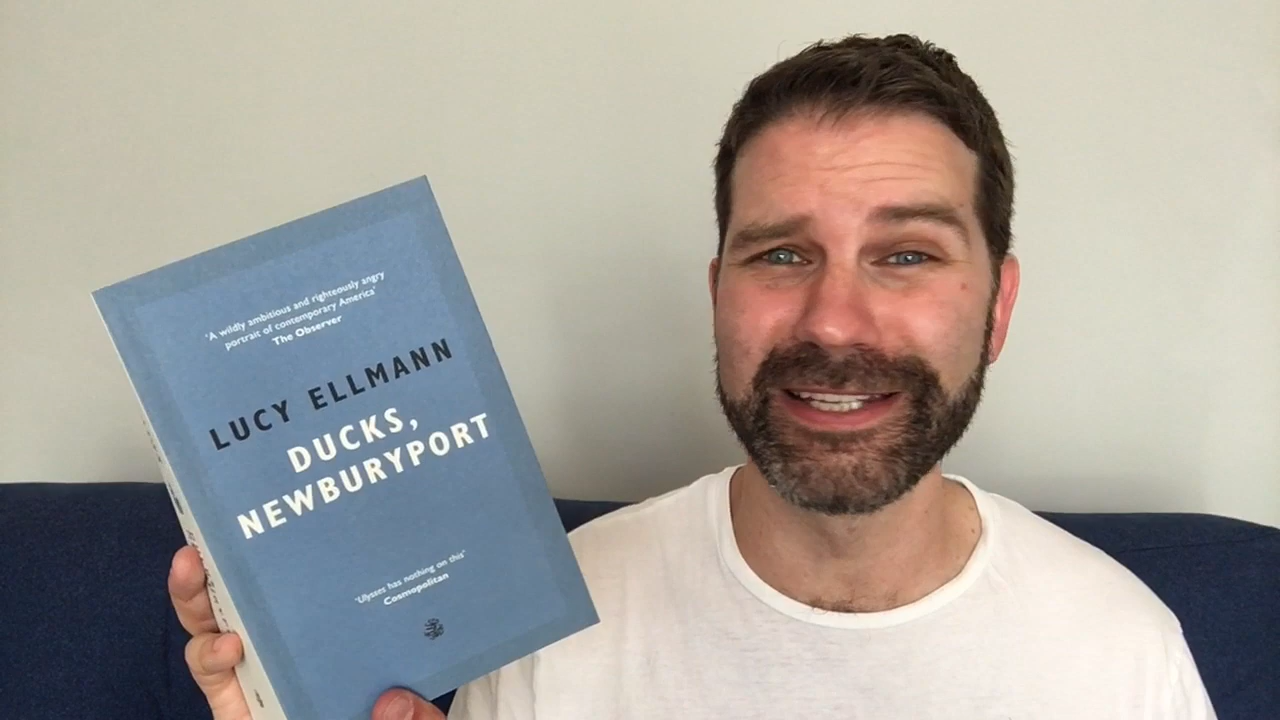 'A wildly ambitious and righteously angry
portrait of contemporary America'
The Observer
LUCY ELLMANN
DUCKS,
NEWBURYPORT
'Ulysses has nothing on this'
Cosmopolitan